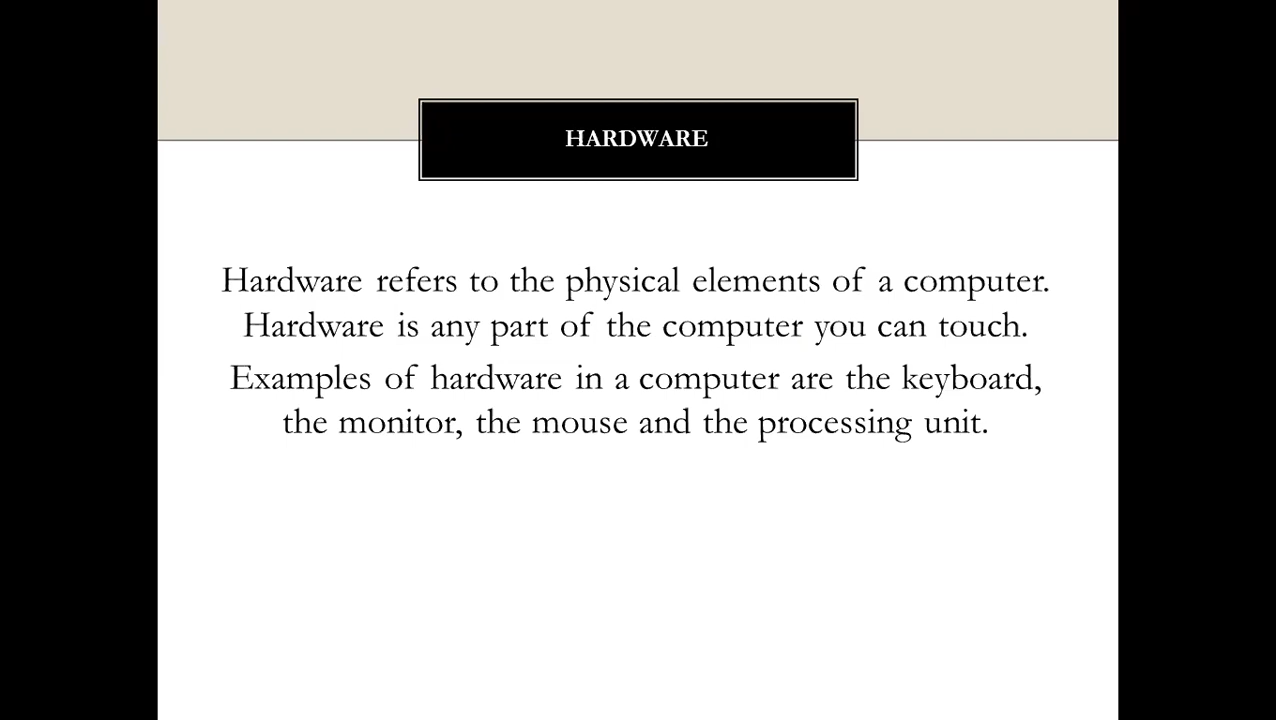 HARDWARE
Hardware refers to the physical elements of a computer.
Hardware is any part of the computer you can touch.
Examples of hardware in a computer are the keyboard,
the monitor, the mouse and the processing unit.